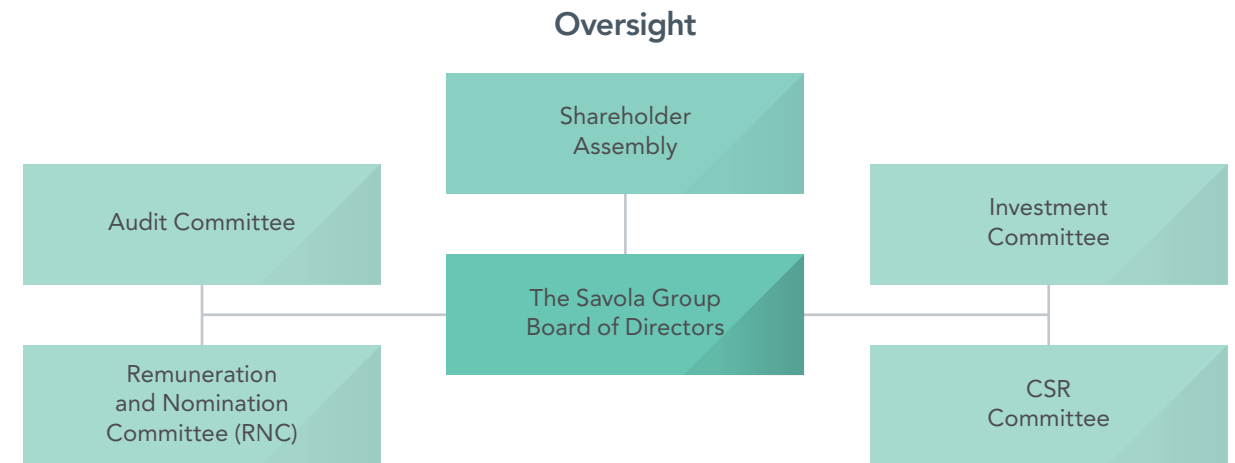 Oversight
Shareholder
Assembly
Audit Committee
Investment
Committee
The Savola Group
Board of Directors
Remuneration
and Nomination
Committee (RNC)
CSR
Committee